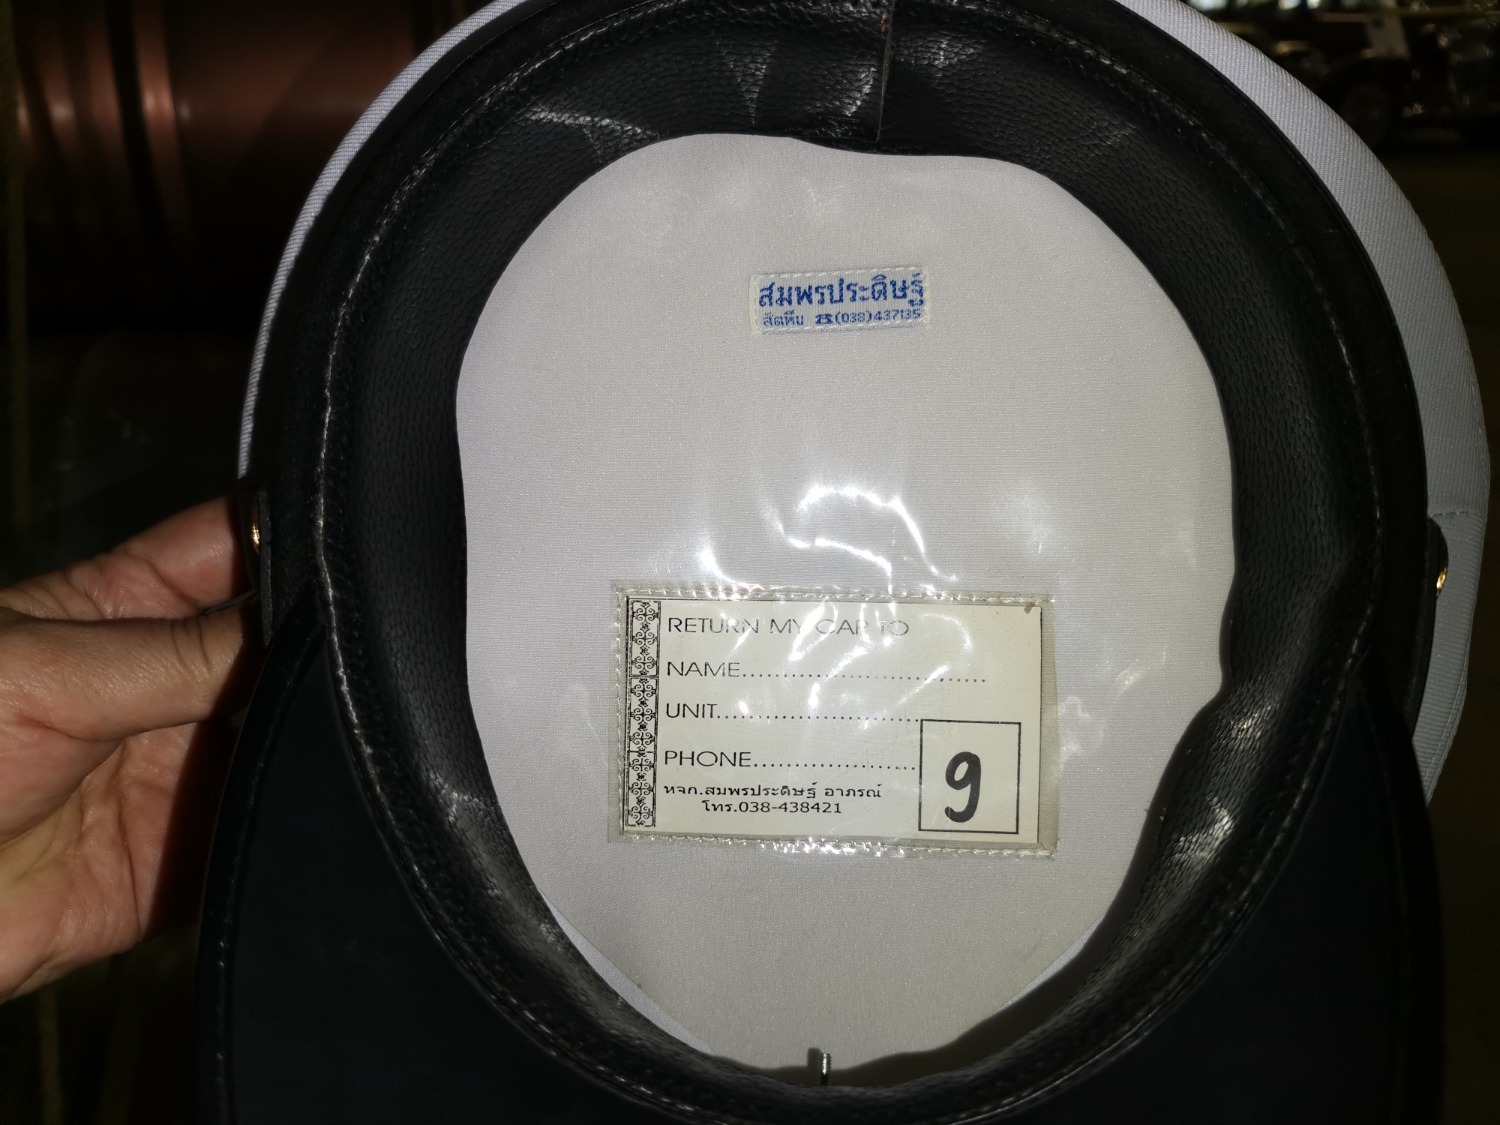 สมพรประดิษฐ์
สัตหีบ ☎(038)437135
RETURN MY CAP TO
NAME..............................
UNIT.........................
PHONE....................
หจก.สมพรประดิษฐ์ อาภรณ์
โทร.038-438421
9